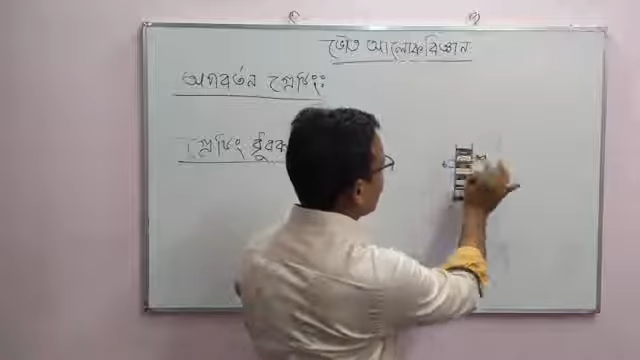 ভৌত আলোকবিজ্ঞান
অপবর্তন গ্রেটিং:
গ্রেটিং ধ্রুবক